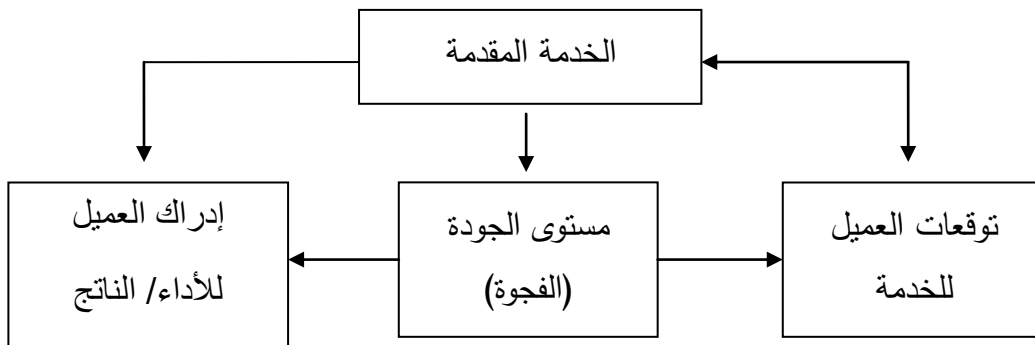 الخدمة المقدمة
توقعات العميل
للخدمة
مستوى الجودة
(الفجوة)
إدراك العميل
للأداء/ الناتج